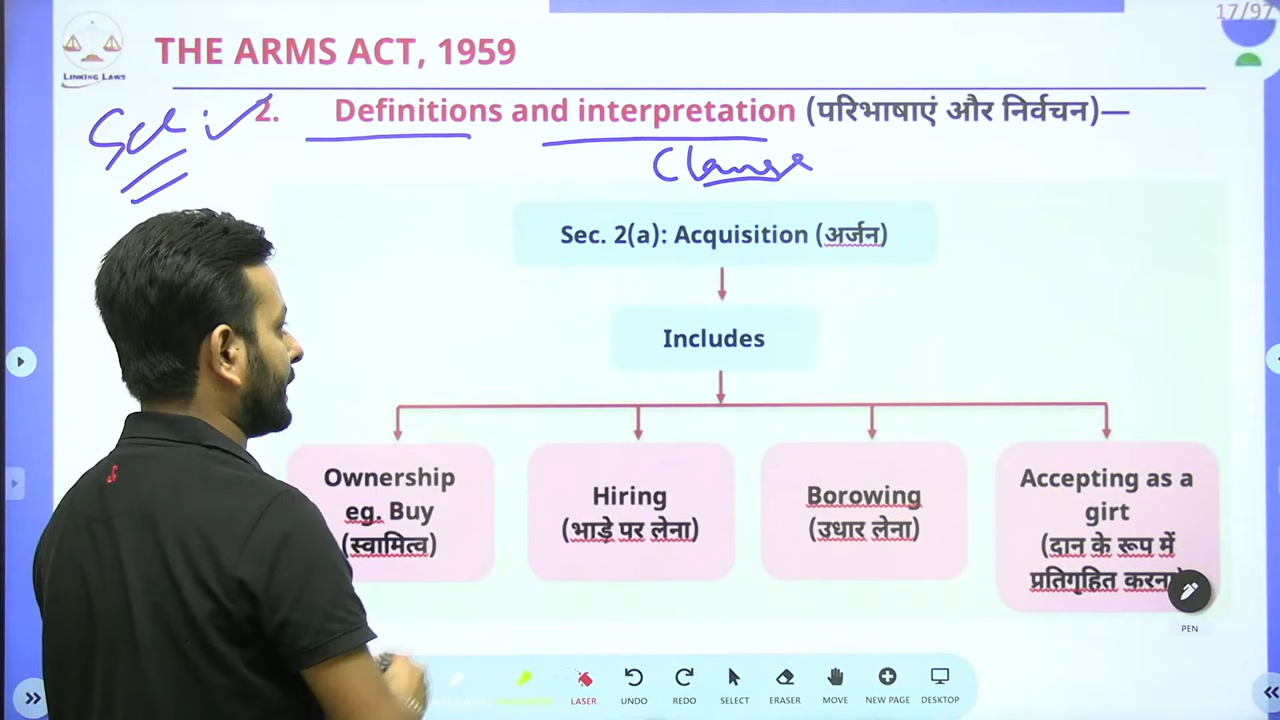 17/97
LINKING LAWS
THE ARMS ACT, 1959
2. Definitions and interpretation (परिभाषाएं और निर्वचन)—
Clause
Sec. 2(a): Acquisition (अर्जन)
Includes
Ownership
eg. Buy
(स्वामित्व)
Hiring
(भाड़े पर लेना)
Borowing
(उधार लेना)
Accepting as a
girt
(दान के रूप में
प्रतिगृहित करना
PEN
LASER
UNDO
REDO
SELECT
ERASER
MOVE
NEW PAGE
DESKTOP